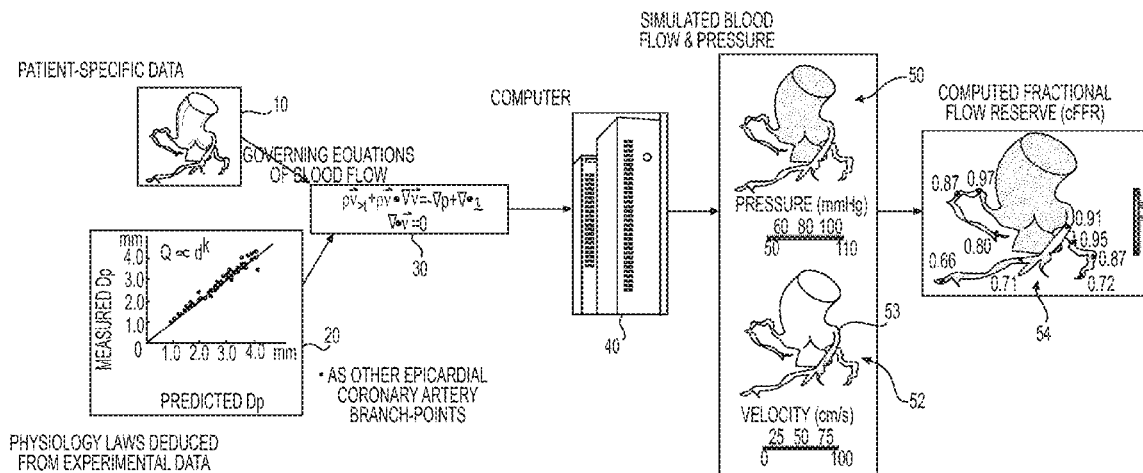 PATIENT-SPECIFIC DATA
10
GOVERNING EQUATIONS
OF BLOOD FLOW
∇•v⃗=0
30
mm
4.0
3.0
2.0
1.0
0
MEASURED Dp
Q ∝ d^k
1.0 2.0 3.0 4.0 mm
20
PREDICTED Dp
• AS OTHER EPICARDIAL
CORONARY ARTERY
BRANCH-POINTS
PHYSIOLOGY LAWS DEDUCED
FROM EXPERIMENTAL DATA
COMPUTER
40
SIMULATED BLOOD
FLOW & PRESSURE
50
PRESSURE (mmHg)
60 80 100
50 110
53
52
VELOCITY (cm/s)
25 50 75
0 100
COMPUTED FRACTIONAL
FLOW RESERVE (cFFR)
0.87
0.97
0.91
0.95
0.80
0.87
0.66
0.71
0.72
54